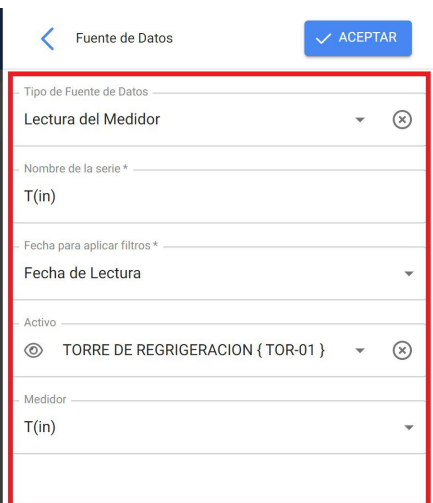 Fuente de Datos
ACEPTAR
Tipo de Fuente de Datos
Lectura del Medidor
Nombre de la serie *
T(in)
Fecha para aplicar filtros *
Fecha de Lectura
Activo
TORRE DE REGRIGERACION { TOR-01 }
Medidor
T(in)